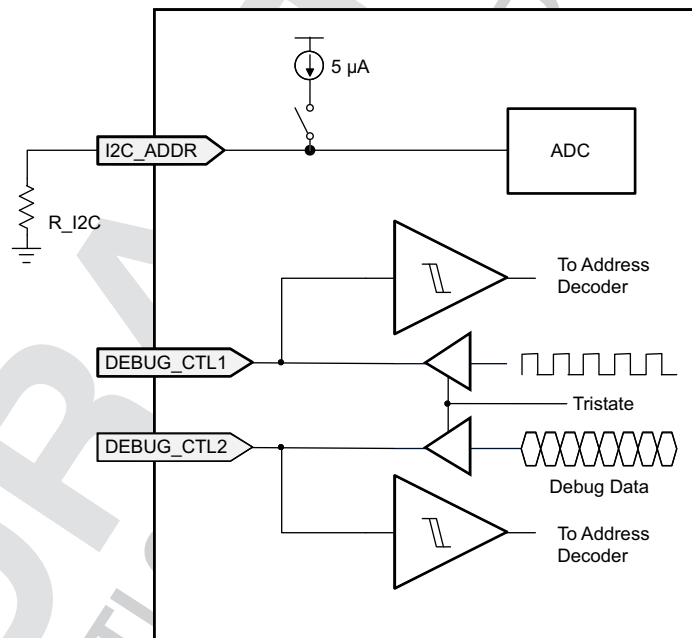 5 µA
I2C_ADDR
ADC
R_I2C
To Address
Decoder
DEBUG_CTL1
Tristate
DEBUG_CTL2
Debug Data
To Address
Decoder